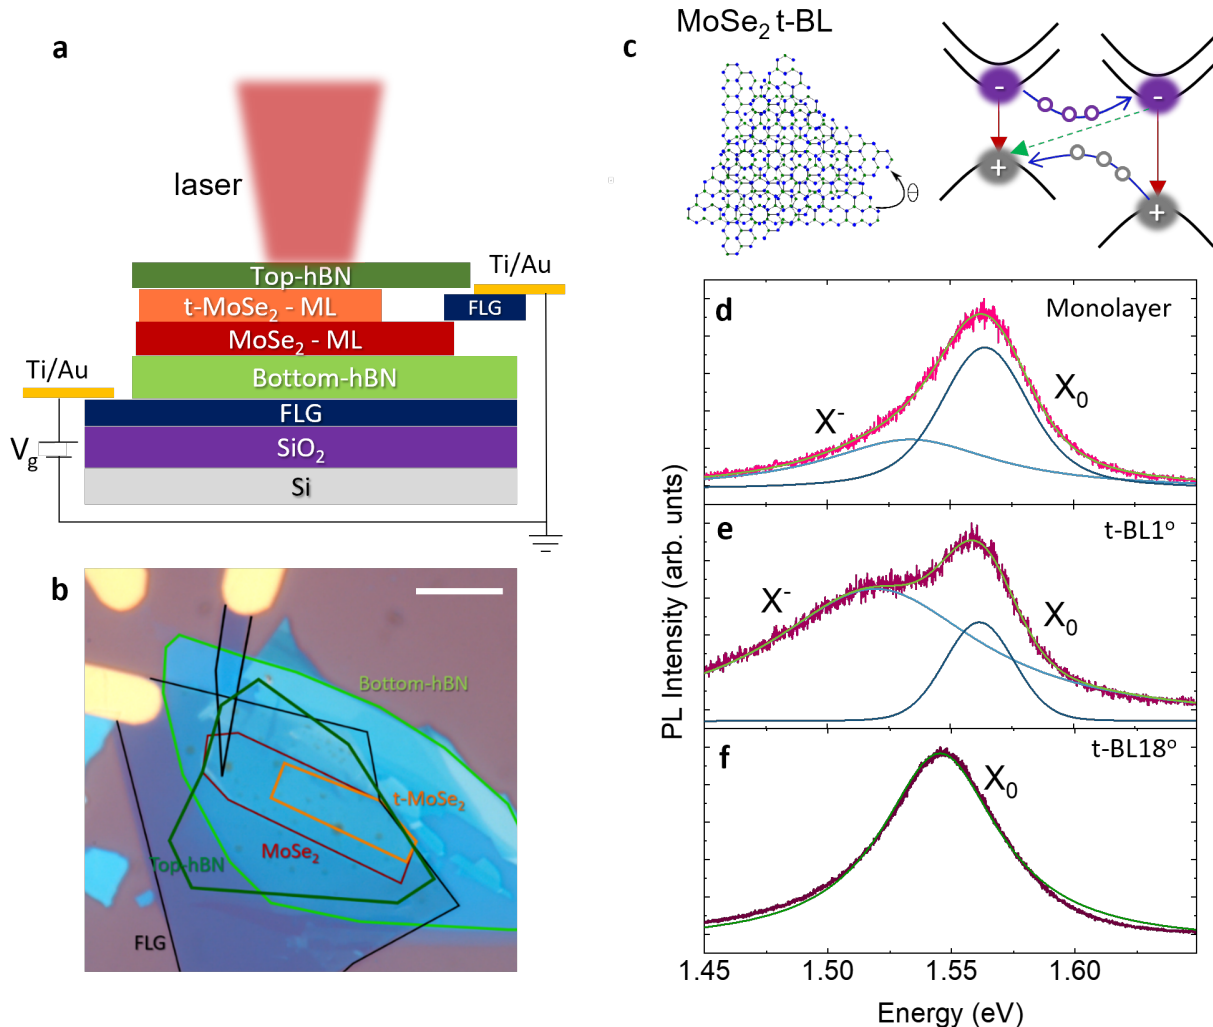 a
laser
Top-hBN
Ti/Au
t-MoSe₂ - ML
FLG
MoSe₂ - ML
Ti/Au
Bottom-hBN
FLG
V_g
SiO₂
Si
b
Bottom-hBN
t-MoSe₂
MoSe₂
Top-hBN
FLG
c
MoSe₂ t-BL
θ
-
-
+
+
PL Intensity (arb. unts)
d
Monolayer
X⁻
X₀
e
t-BL1°
X⁻
X₀
f
t-BL18°
X₀
1.45
1.50
1.55
1.60
Energy (eV)